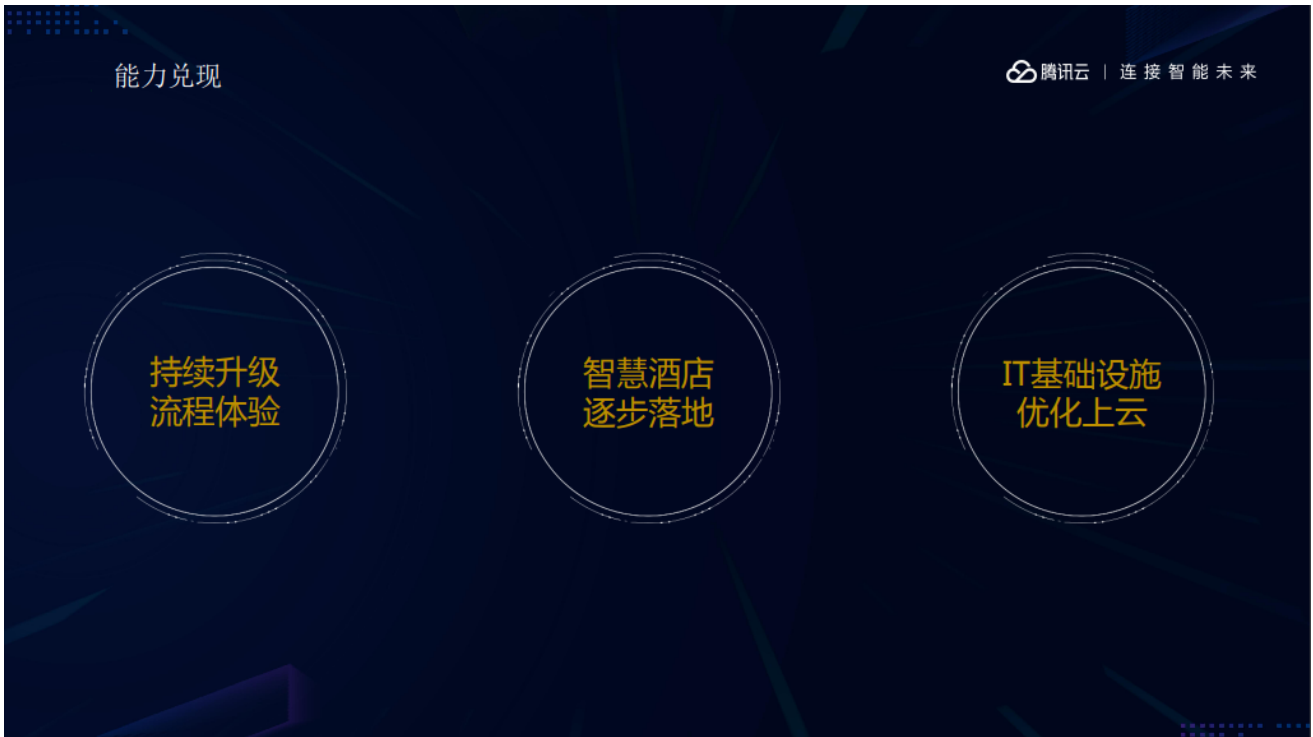 能力兑现
腾讯云 | 连接智能未来
持续升级
流程体验
智慧酒店
逐步落地
IT基础设施
优化上云